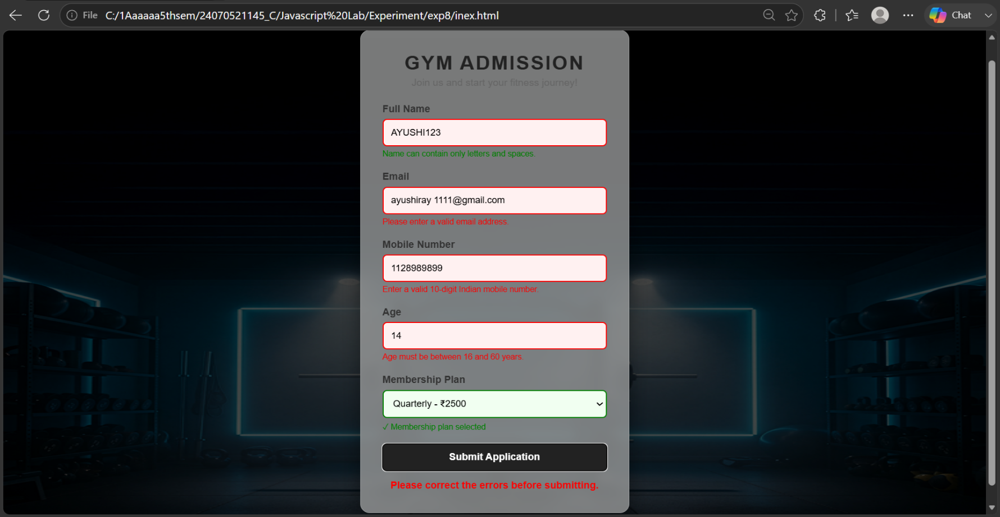 File C:/1Aaaaaa5thsem/24070521145_C/Javascript%20Lab/Experiment/exp8/inex.html Chat
GYM ADMISSION
Join us and start your fitness journey!
Full Name
AYUSHI123
Name can contain only letters and spaces.
Email
ayushiray 1111@gmail.com
Please enter a valid email address.
Mobile Number
1128989899
Enter a valid 10-digit Indian mobile number.
Age
14
Age must be between 16 and 60 years.
Membership Plan
Quarterly - ₹2500
✓ Membership plan selected
Submit Application
Please correct the errors before submitting.